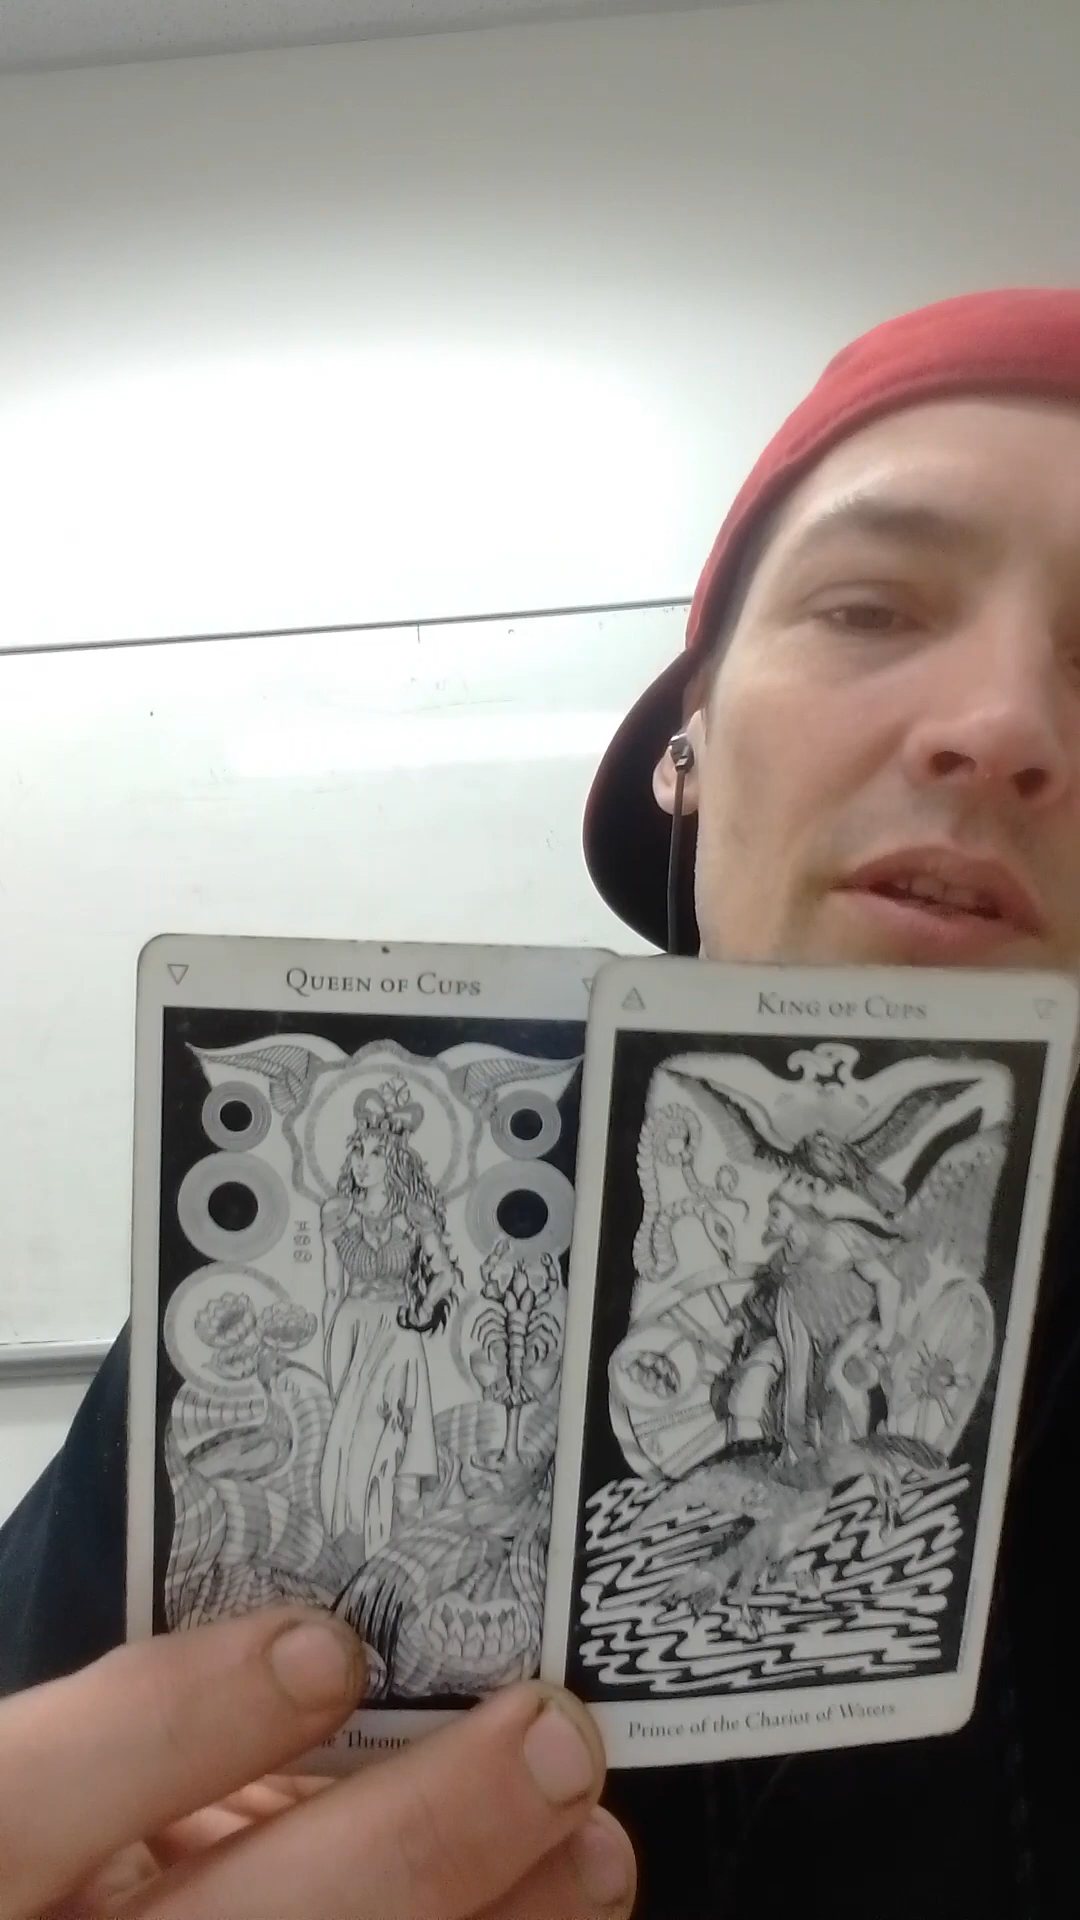 Queen of Cups
King of Cups
Throne
Prince of the Chariot of Waters